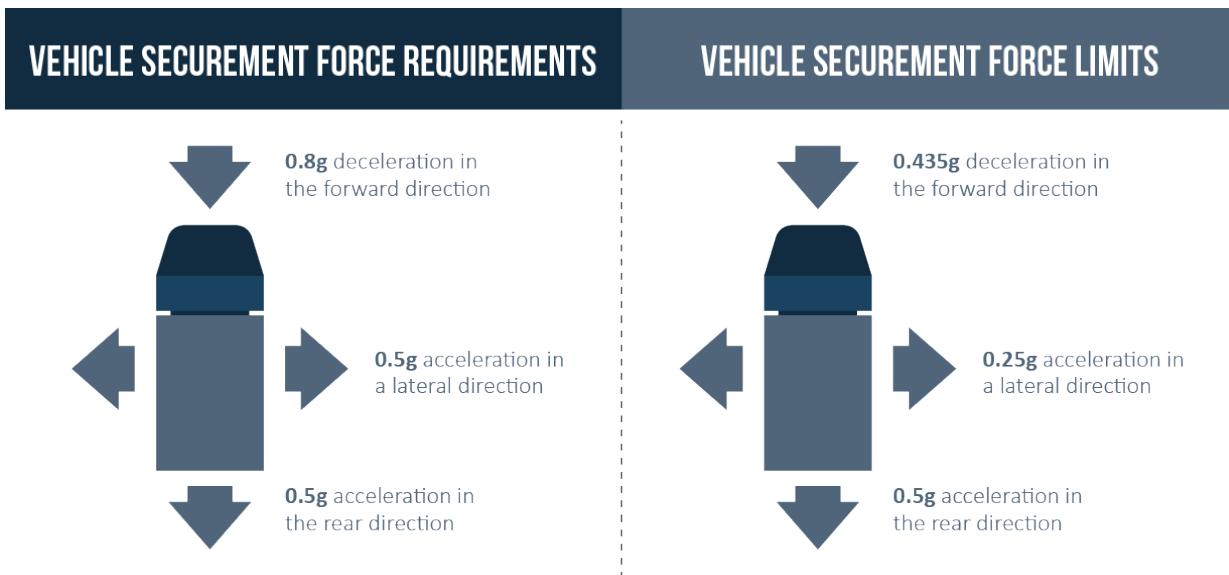 VEHICLE SECUREMENT FORCE REQUIREMENTS
0.8g deceleration in
the forward direction
0.5g accleration in
a lateral direction
0.5g acceleration in
the rear direction
VEHICLE SECUREMENT FORCE LIMITS
0.435g deceleration in
the forward direction
0.25g acceleration in
a lateral direction
0.5g acceleration in
the rear direction